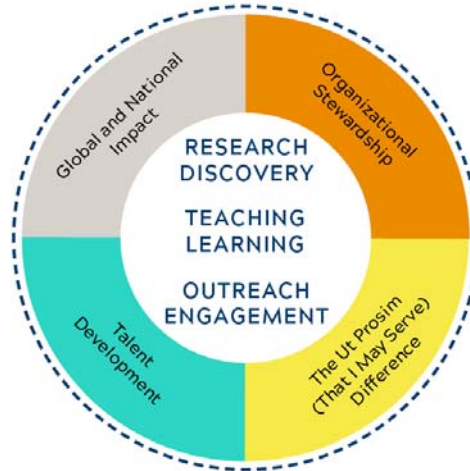 Global and National
Impact
Organizational
Stewardship
RESEARCH
DISCOVERY
TEACHING
LEARNING
OUTREACH
ENGAGEMENT
Talent
Development
The Ut Prosim
(That I May Serve)
Difference